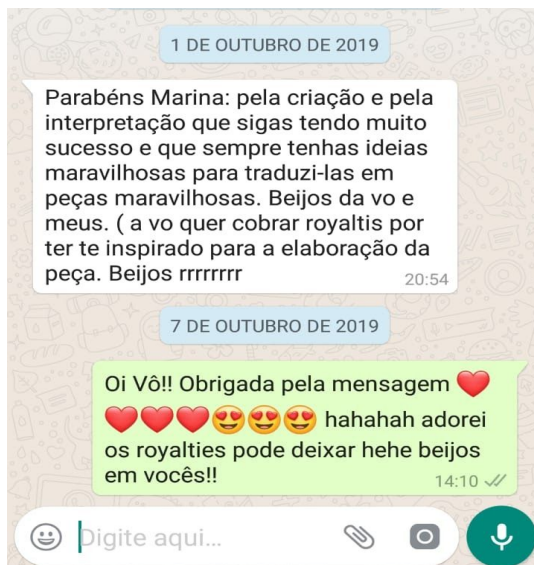 1 DE OUTUBRO DE 2019
Parabéns Marina: pela criação e pela
interpretação que sigas tendo muito
sucesso e que sempre tenhas ideias
maravilhosas para traduzi-las em
peças maravilhosas. Beijos da vo e
meus. ( a vo quer cobrar royaltis por
ter te inspirado para a elaboração da
peça. Beijos rrrrrrrr
20:54
7 DE OUTUBRO DE 2019
Oi Vô!! Obrigada pela mensagem ❤️
❤️❤️❤️😍😍😍 hahahah adorei
os royalties pode deixar hehe beijos
em vocês!!
14:10
Digite aqui...